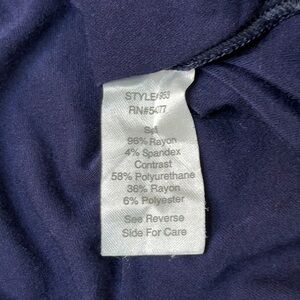 STYLE#953
RN#5477
96% Rayon
4% Spandex
Contrast
58% Polyurethane
36% Rayon
6% Polyester
See Reverse
Side For Care